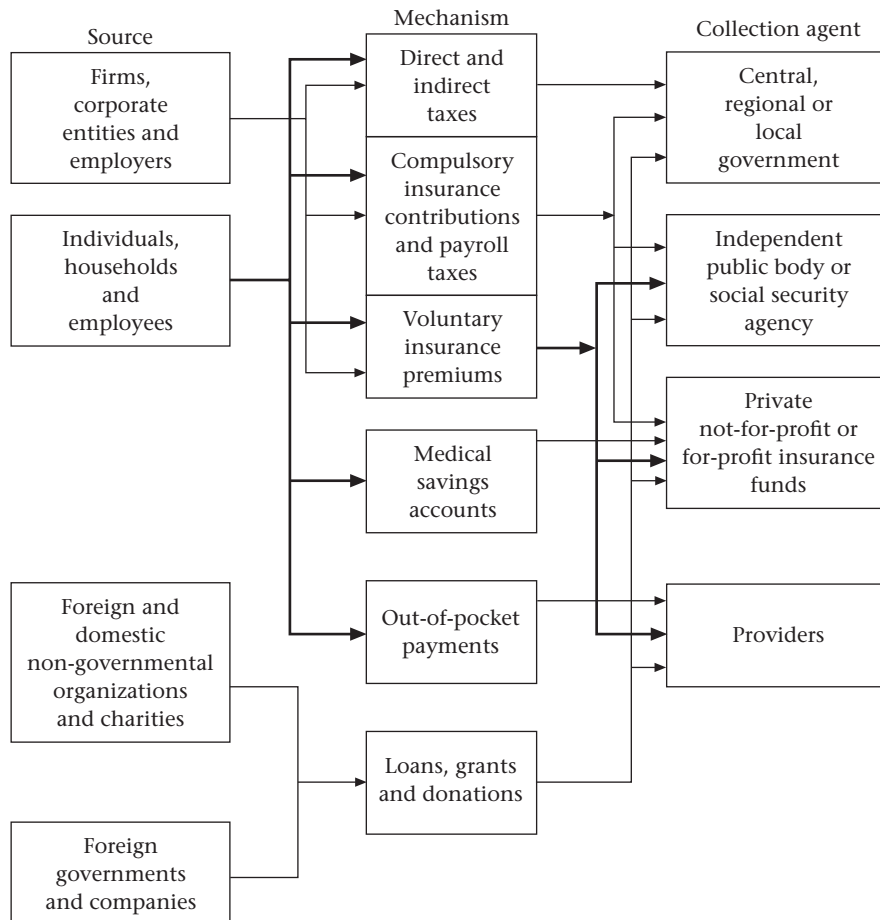 Source
Firms,
corporate
entities and
employers
Individuals,
households
and
employees
Foreign and
domestic
non-governmental
organizations
and charities
Foreign
governments
and companies
Mechanism
Direct and
indirect
taxes
Compulsory
insurance
contributions
and payroll
taxes
Voluntary
insurance
premiums
Medical
savings
accounts
Out-of-pocket
payments
Loans, grants
and donations
Collection agent
Central,
regional or
local
government
Independent
public body or
social security
agency
Private
not-for-profit or
for-profit insurance
funds
Providers